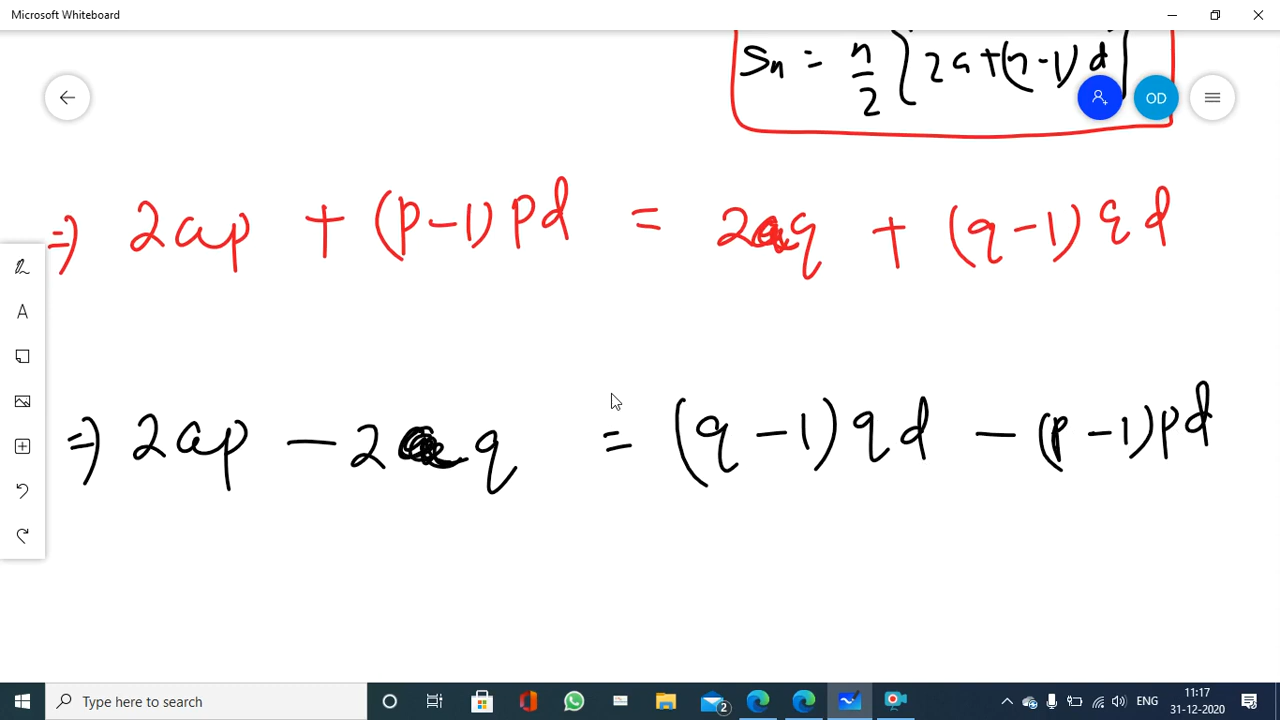 Microsoft Whiteboard
Sn = n/2 {2a+(n-1)d}
OD
⇒ 2ap + (p-1)pd = 2aq + (q-1)qd
A
⇒ 2ap - 2aq = (q-1)qd - (p-1)pd
Type here to search
2
ENG
11:17
31-12-2020